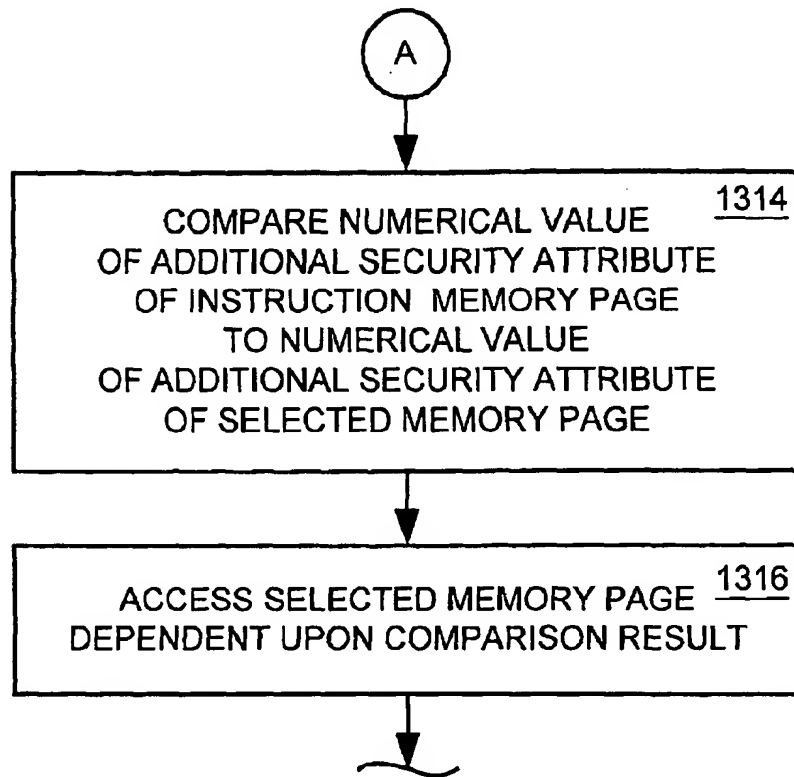 A
1314
COMPARE NUMERICAL VALUE
OF ADDITIONAL SECURITY ATTRIBUTE
OF INSTRUCTION MEMORY PAGE
TO NUMERICAL VALUE
OF ADDITIONAL SECURITY ATTRIBUTE
OF SELECTED MEMORY PAGE
1316
ACCESS SELECTED MEMORY PAGE
DEPENDENT UPON COMPARISON RESULT